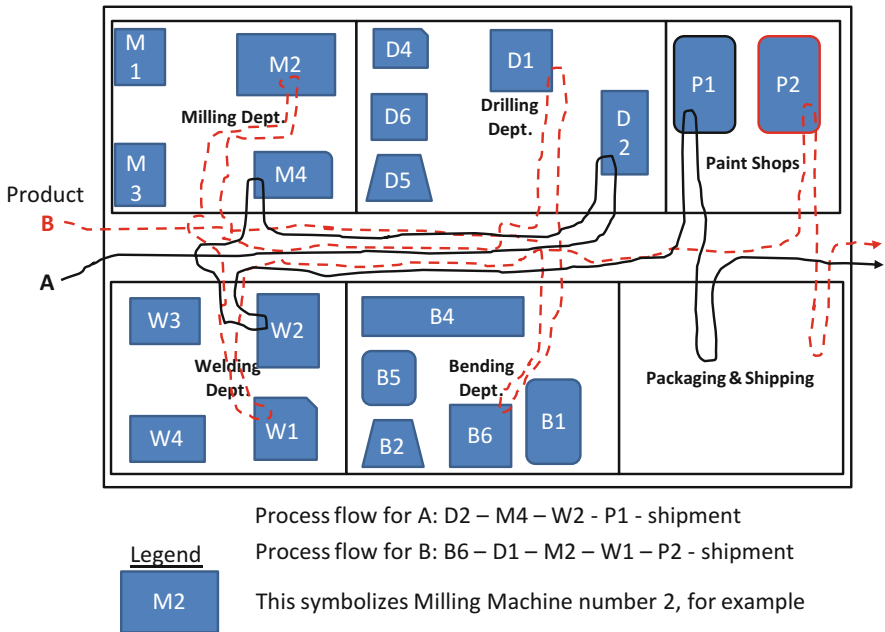 M
1
M2
Milling Dept.
M
3
M4
D4
D1
D6
Drilling
Dept.
D
2
D5
P1
P2
Paint Shops
Product
B
A
W3
W2
Welding
Dept.
W4
W1
B4
B5
Bending
Dept.
B2
B6
B1
Packaging & Shipping
Process flow for A: D2 – M4 – W2 - P1 - shipment
Legend
Process flow for B: B6 – D1 – M2 – W1 – P2 - shipment
M2
This symbolizes Milling Machine number 2, for example